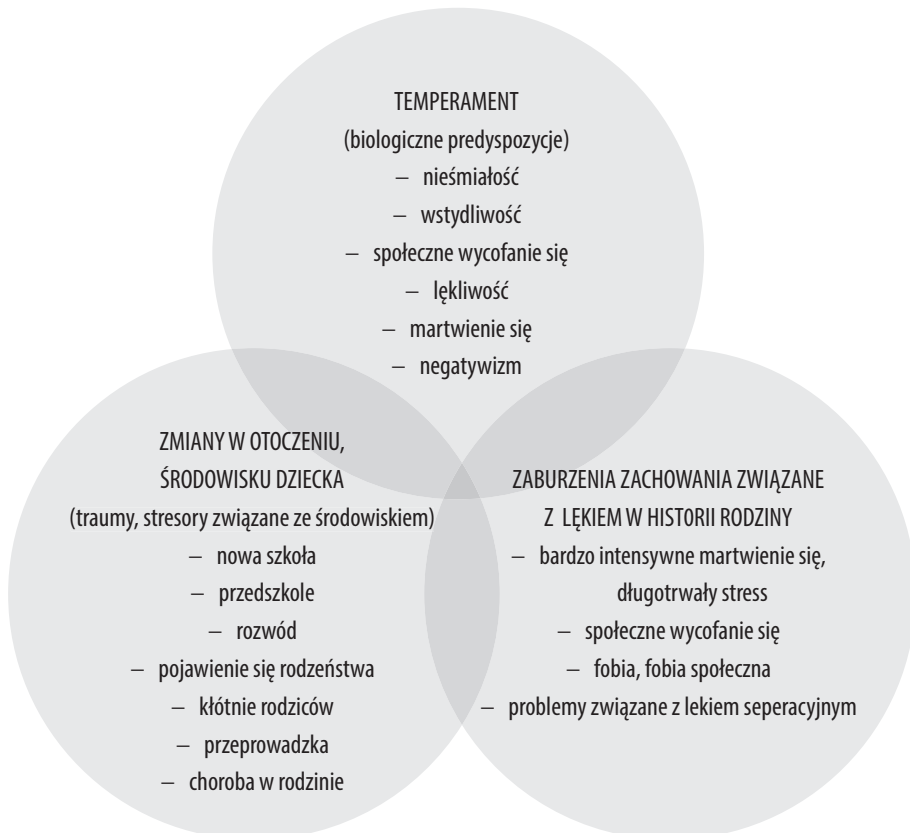 TEMPERAMENT
(biologiczne predyspozycje)
– nieśmiałość
– wstydliwość
– społeczne wycofanie się
– lękliwość
– martwienie się
– negatywizm
ZMIANY W OTOCZENIU,
ŚRODOWISKU DZIECKA
(traumy, stresory związane ze środowiskiem)
– nowa szkoła
– przedszkole
– rozwód
– pojawienie się rodzeństwa
– kłótnie rodziców
– przeprowadzka
– choroba w rodzinie
ZABURZENIA ZACHOWANIA ZWIĄZANE
Z LĘKIEM W HISTORII RODZINY
– bardzo intensywne martwienie się,
długotrwały stress
– społeczne wycofanie się
– fobia, fobia społeczna
– problemy związane z lekiem seperacyjnym